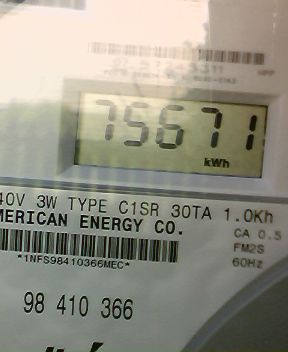 75671
kWh
40V 3W TYPE C1SR 30TA 1.0Kh
MERICAN ENERGY CO.
CA 0.5
FM2S
60Hz
*1NFS98410366MEC*
98 410 366